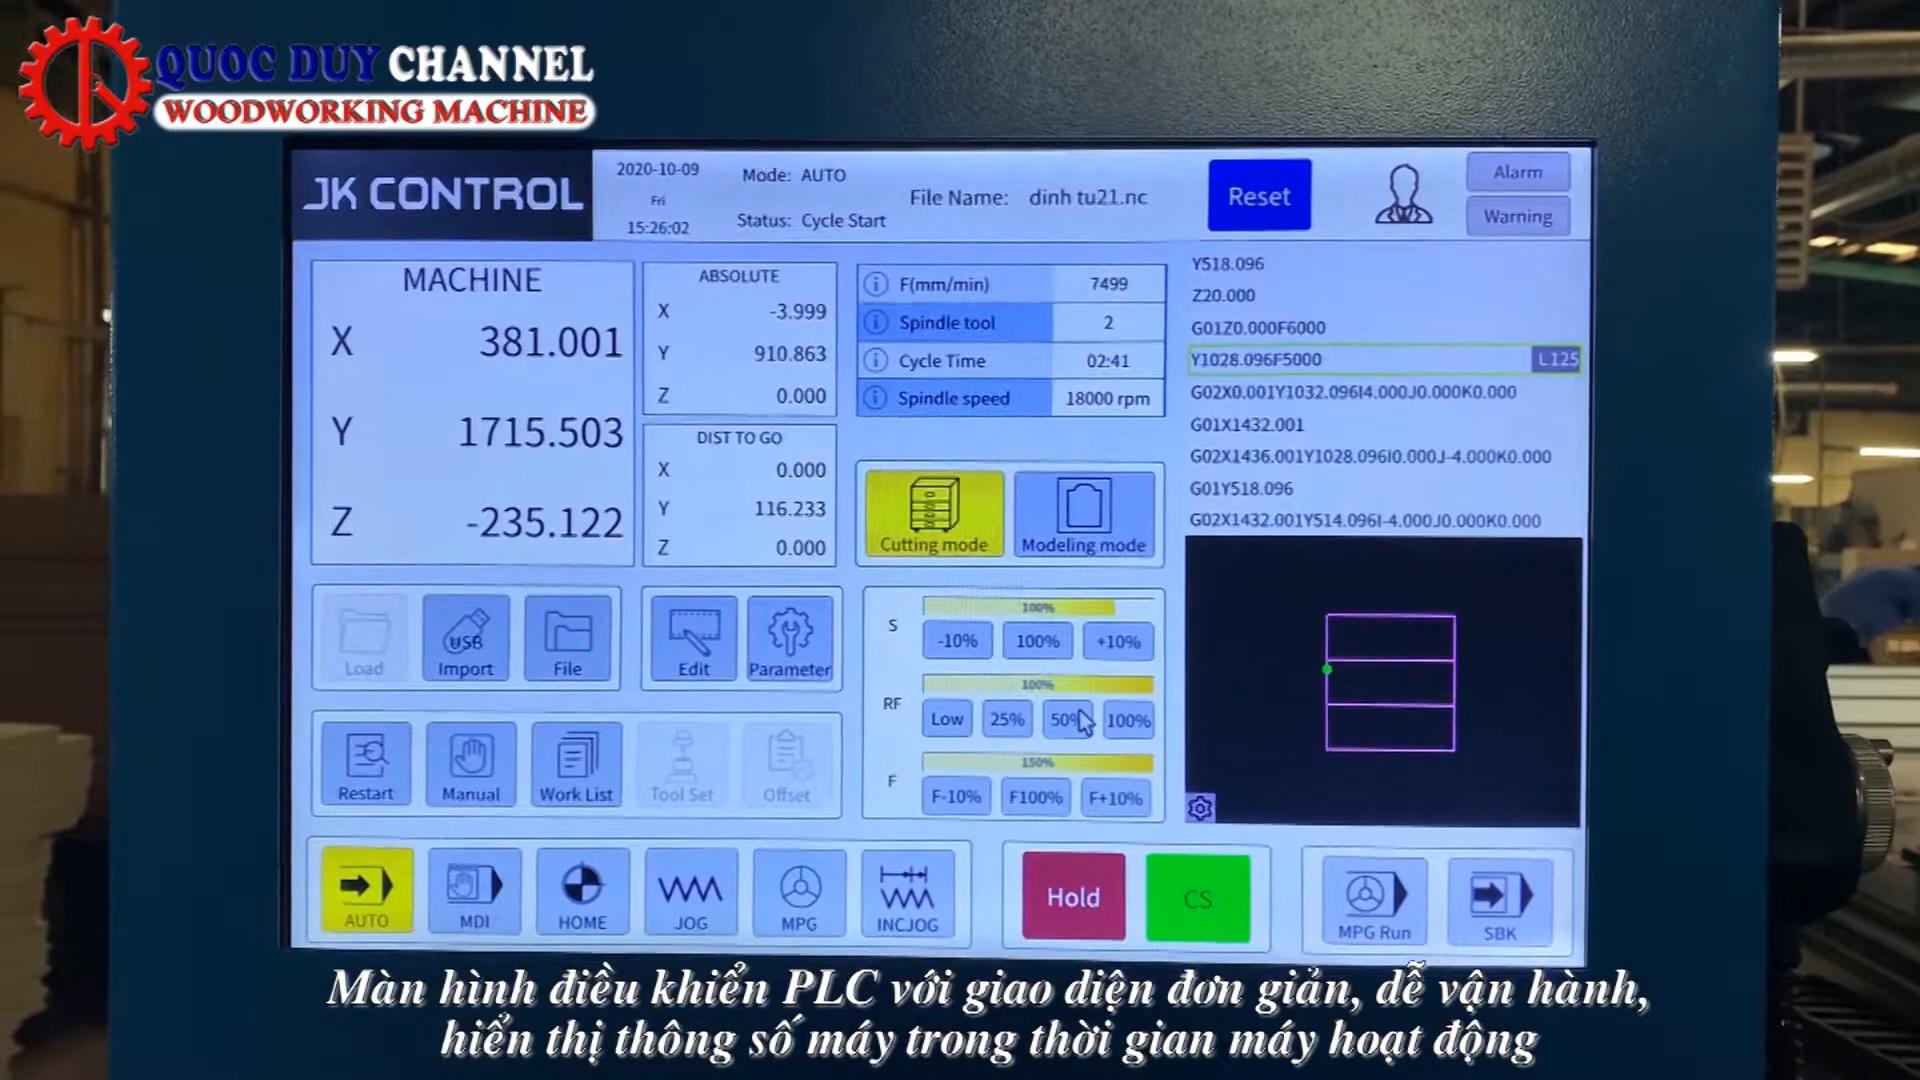 QUOC DUY CHANNEL
WOODWORKING MACHINE
JK CONTROL
2020-10-09
Fri
15:26:02
Mode: AUTO
Status: Cycle Start
File Name: dinh tu21.nc
Reset
Alarm
Warning
MACHINE
X 381.001
Y 1715.503
Z -235.122
ABSOLUTE
X -3.999
Y 910.863
Z 0.000
DIST TO GO
X 0.000
Y 116.233
Z 0.000
F(mm/min) 7499
Spindle tool 2
Cycle Time 02:41
Spindle speed 18000 rpm
Cutting mode
Modeling mode
Y518.096
Z20.000
G01Z0.000F6000
Y1028.096F5000 L125
G02X0.001Y1032.096I4.000J0.000K0.000
G01X1432.001
G02X1436.001Y1028.096I0.000J-4.000K0.000
G01Y518.096
G02X1432.001Y514.096I-4.000J0.000K0.000
Load
USB
Import
File
Edit
Parameter
Restart
Manual
Work List
Tool Set
Offset
S
100%
-10% 100% +10%
RF
100%
Low 25% 50% 100%
F
150%
F-10% F100% F+10%
AUTO
MDI
HOME
JOG
MPG
INCJOG
Hold
CS
MPG Run
SBK
Màn hình điều khiển PLC với giao diện đơn giản, dễ vận hành,
hiển thị thông số máy trong thời gian máy hoạt động